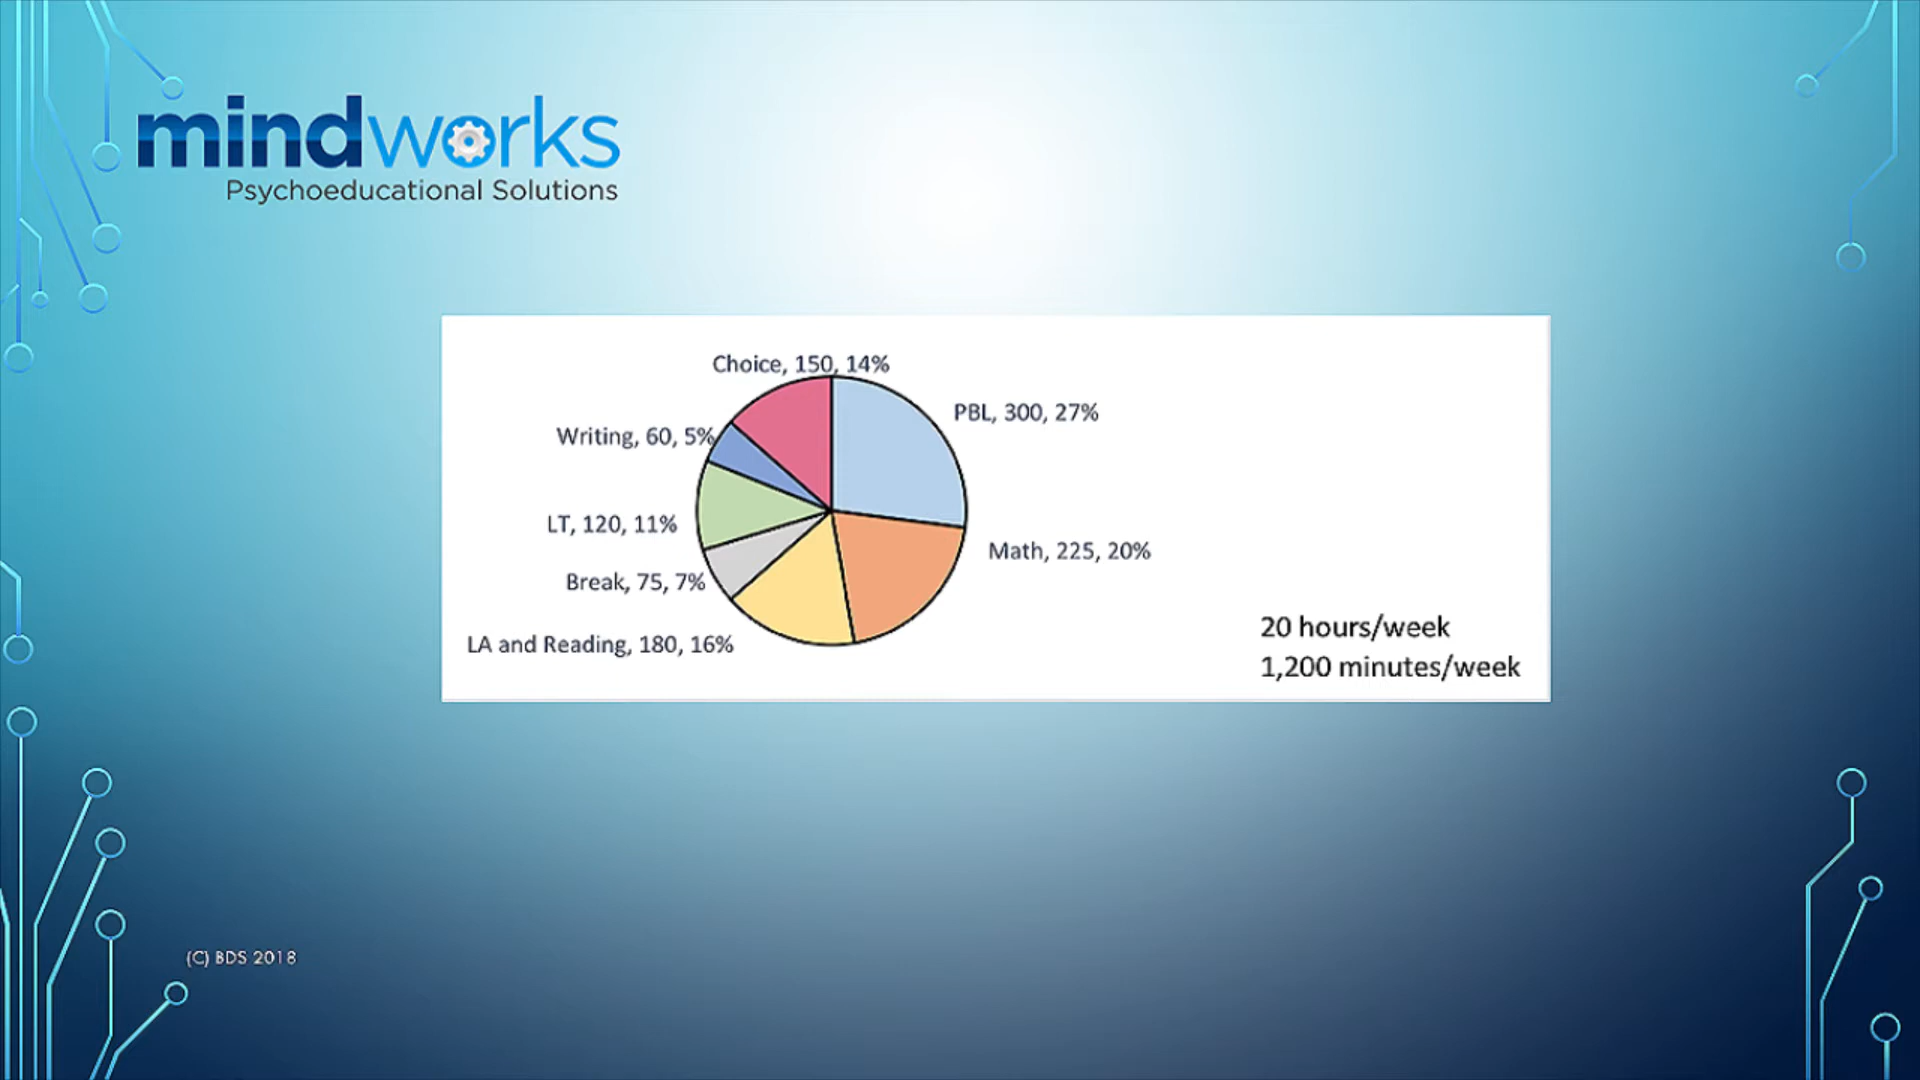 mindworks
Psychoeducational Solutions
Choice, 150, 14%
PBL, 300, 27%
Writing, 60, 5%
LT, 120, 11%
Math, 225, 20%
Break, 75, 7%
LA and Reading, 180, 16%
20 hours/week
1,200 minutes/week
(C) BDS 2018